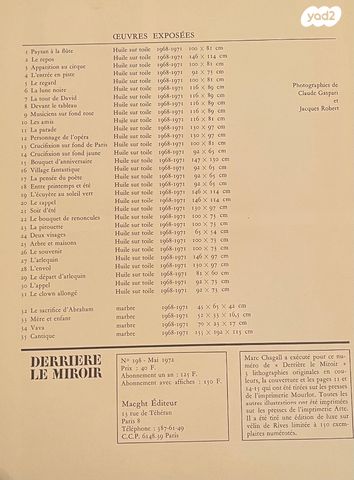 yad2
ŒUVRES EXPOSÉES
1 Paysan à la flûte Huile sur toile 1968-1971 100 × 81 cm
2 Le repos Huile sur toile 1968-1971 146 × 114 cm
3 Apparition au cirque Huile sur toile 1968-1971 100 × 81 cm
4 L'entrée en piste Huile sur toile 1968-1971 92 × 73 cm
5 Le regard Huile sur toile 1968-1971 100 × 81 cm
6 La lune noire Huile sur toile 1968-1971 116 × 89 cm
7 La tour de David Huile sur toile 1968-1971 116 × 89 cm
8 Devant le tableau Huile sur toile 1968-1971 116 × 89 cm
9 Musiciens sur fond rose Huile sur toile 1968-1971 116 × 89 cm
10 Les amis Huile sur toile 1968-1971 116 × 89 cm
11 La parade Huile sur toile 1968-1971 130 × 97 cm
12 Personnage de l'opéra Huile sur toile 1968-1971 130 × 97 cm
13 Crucifixion sur fond de Paris Huile sur toile 1968-1971 100 × 81 cm
14 Crucifixion sur fond jaune Huile sur toile 1968-1971 92 × 65 cm
15 Bouquet d'anniversaire Huile sur toile 1968-1971 147 × 130 cm
16 Village fantastique Huile sur toile 1968-1971 92 × 65 cm
17 La pensée du poète Huile sur toile 1968-1971 92 × 65 cm
18 Entre printemps et été Huile sur toile 1968-1971 92 × 65 cm
19 L'écuyère au soleil vert Huile sur toile 1968-1971 146 × 114 cm
20 Le rappel Huile sur toile 1968-1971 146 × 114 cm
21 Soir d'été Huile sur toile 1968-1971 130 × 97 cm
22 Le bouquet de renoncules Huile sur toile 1968-1971 100 × 73 cm
23 La pirouette Huile sur toile 1968-1971 100 × 73 cm
24 Deux visages Huile sur toile 1968-1971 65 × 54 cm
25 Arbre et maisons Huile sur toile 1968-1971 100 × 73 cm
26 Le souvenir Huile sur toile 1968-1971 100 × 73 cm
27 L'arlequin Huile sur toile 1968-1971 146 × 97 cm
28 L'envol Huile sur toile 1968-1971 130 × 97 cm
29 Le départ d'arlequin Huile sur toile 1968-1971 81 × 60 cm
30 L'appel Huile sur toile 1968-1971 92 × 73 cm
31 Le clown allongé Huile sur toile 1968-1971 92 × 73 cm
32 Le sacrifice d'Abraham marbre 1968-1971 45 × 63 × 42 cm
33 Mère et enfant marbre 1968-1971 52 × 33 × 16,5 cm
34 Vava marbre 1968-1971 70 × 23 × 17 cm
35 Cantique marbre 1968-1971 155 × 192 × 115 cm
Photographies de
Claude Gaspari
et
Jacques Robert
DERRIERE
LE MIROIR
N° 198 - Mai 1972
Prix : 40 F.
Abonnement un an : 125 F.
Abonnement avec affiches : 150 F.
Maeght Éditeur
13 rue de Téhéran
Paris 8
Téléphone : 387-61-49
C.C.P. 6148.39 Paris
Marc Chagall a exécuté pour ce nu-
méro de « Derrière le Miroir »
3 lithographies originales en cou-
leurs, la couverture et les pages 11 et
14-15 qui ont été tirées sur les presses
de l'imprimerie Mourlot. Toutes les
autres illustrations ont été imprimées
sur les presses de l'imprimerie Arte.
Il a été tiré une édition de luxe sur
vélin de Rives limitée à 150 exem-
plaires numérotés.